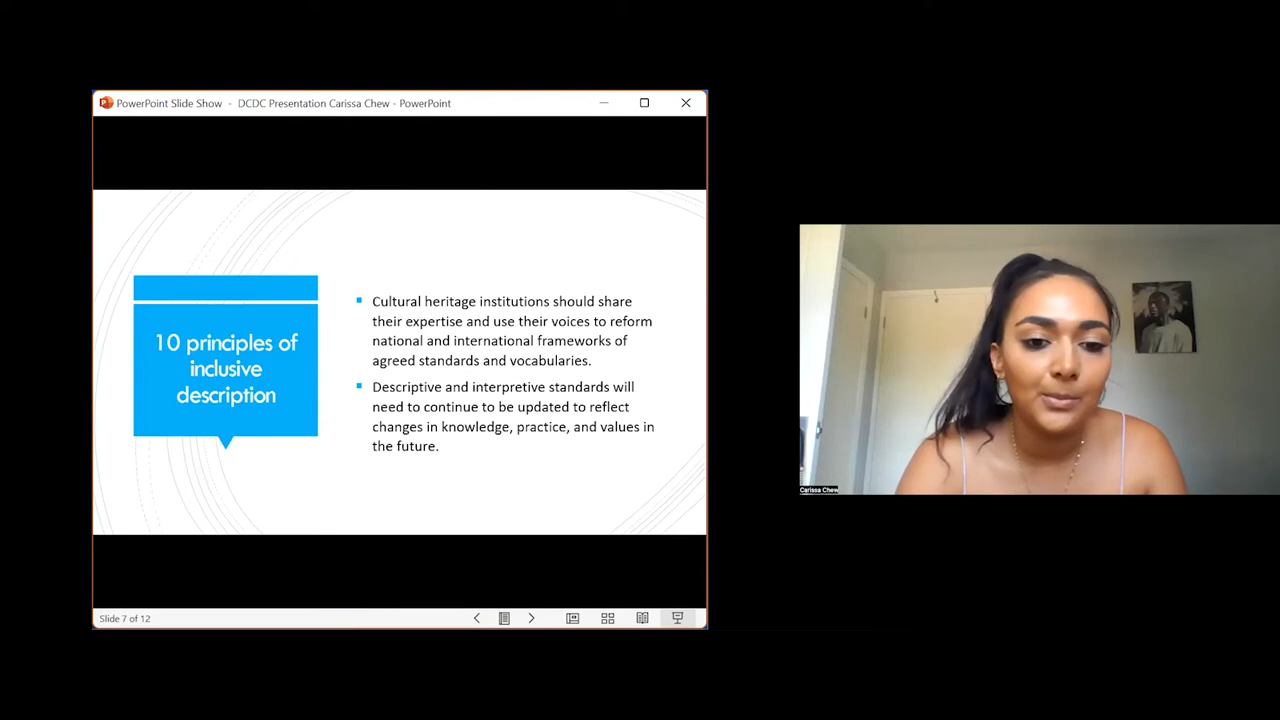 PowerPoint Slide Show - DCDC Presentation Carissa Chew - PowerPoint
10 principles of
inclusive
description
Cultural heritage institutions should share
their expertise and use their voices to reform
national and international frameworks of
agreed standards and vocabularies.
Descriptive and interpretive standards will
need to continue to be updated to reflect
changes in knowledge, practice, and values in
the future.
Slide 7 of 12
Carissa Chew